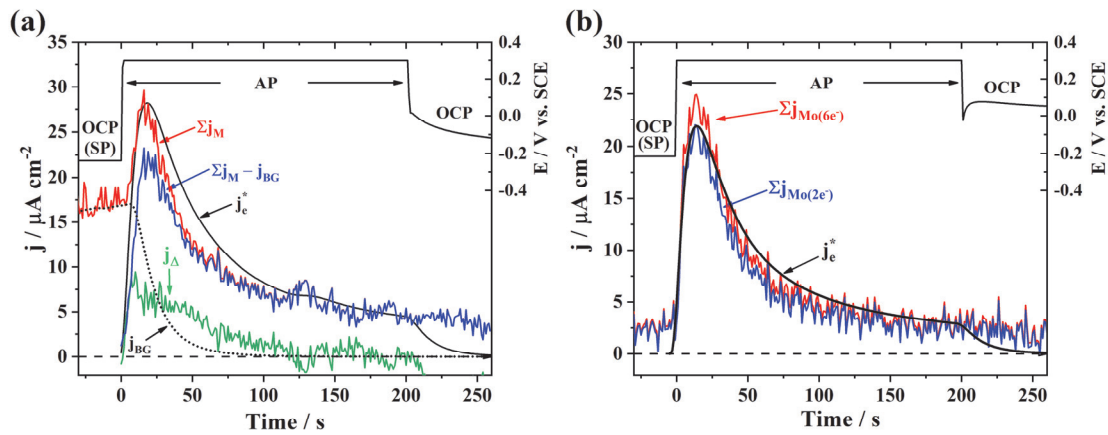 (a)
35
30
25
20
15
10
5
0
j / μA cm⁻²
OCP
(SP)
AP
OCP
Σj_M
Σj_M – j_BG
j_e^*
j_Δ
j_BG
0.4
0.2
0.0
-0.2
-0.4
E / V vs. SCE
0 50 100 150 200 250
Time / s
(b)
30
25
20
15
10
5
0
j / μA cm⁻²
OCP
(SP)
AP
OCP
Σj_Mo(6e⁻)
Σj_Mo(2e⁻)
j_e^*
0.4
0.2
0.0
-0.2
-0.4
E / V vs. SCE
0 50 100 150 200 250
Time / s